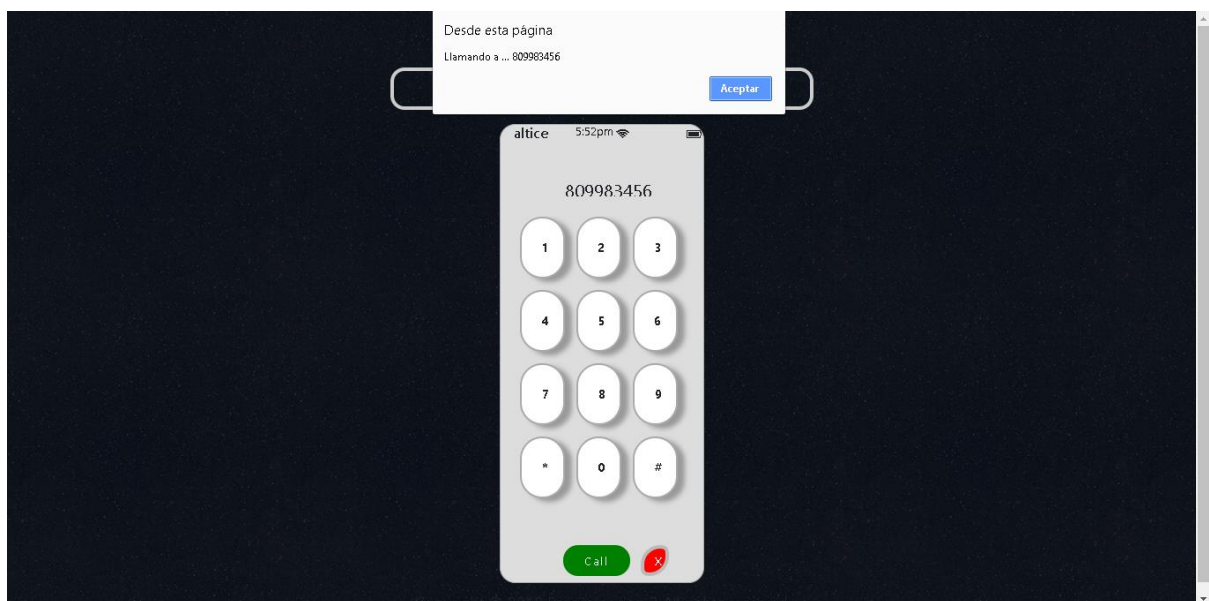 Desde esta página
Llamando a ... 809983456
Aceptar
altice 5:52pm
809983456
1 2 3
4 5 6
7 8 9
* 0 #
Call X